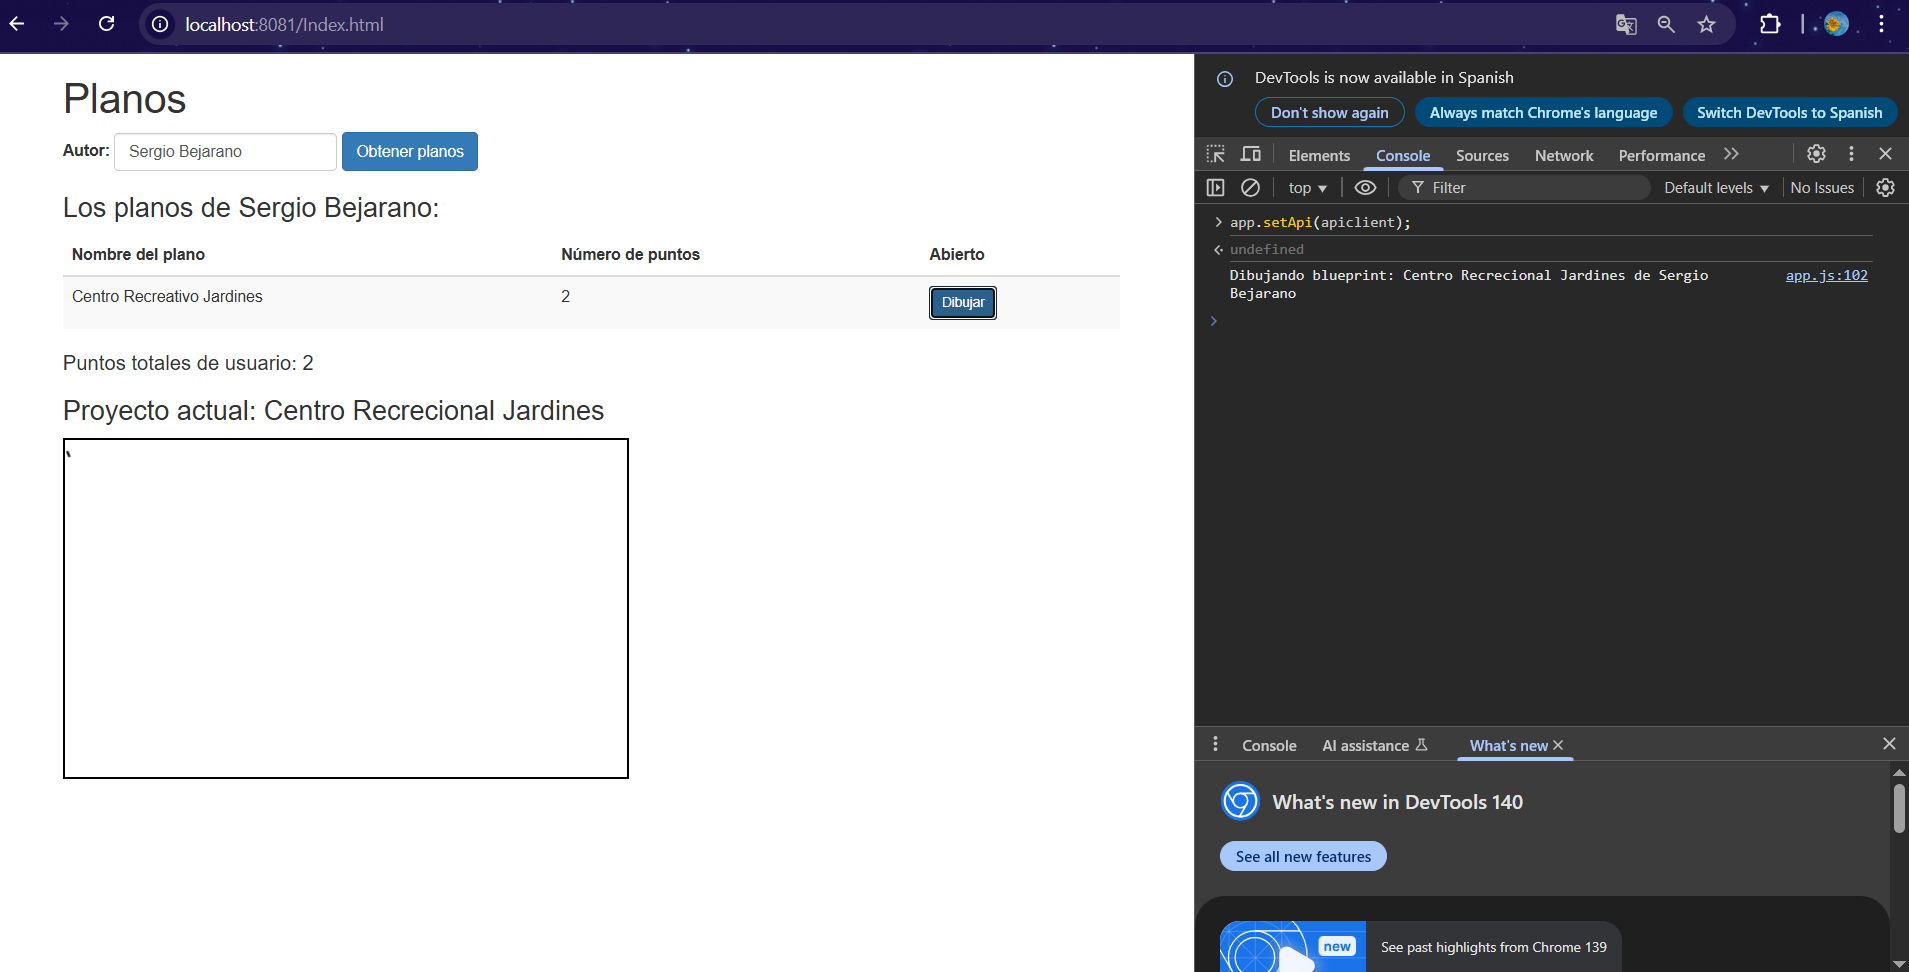 localhost:8081/Index.html
Planos
Autor: Sergio Bejarano Obtener planos
Los planos de Sergio Bejarano:
Nombre del plano Número de puntos Abierto
Centro Recreativo Jardines 2 Dibujar
Puntos totales de usuario: 2
Proyecto actual: Centro Recrecional Jardines
DevTools is now available in Spanish
Don't show again Always match Chrome's language Switch DevTools to Spanish
Elements Console Sources Network Performance
top Filter Default levels No Issues
app.setApi(apiclient);
undefined
Dibujando blueprint: Centro Recrecional Jardines de Sergio app.js:102
Bejarano
Console AI assistance What's new
What's new in DevTools 140
See all new features
new See past highlights from Chrome 139